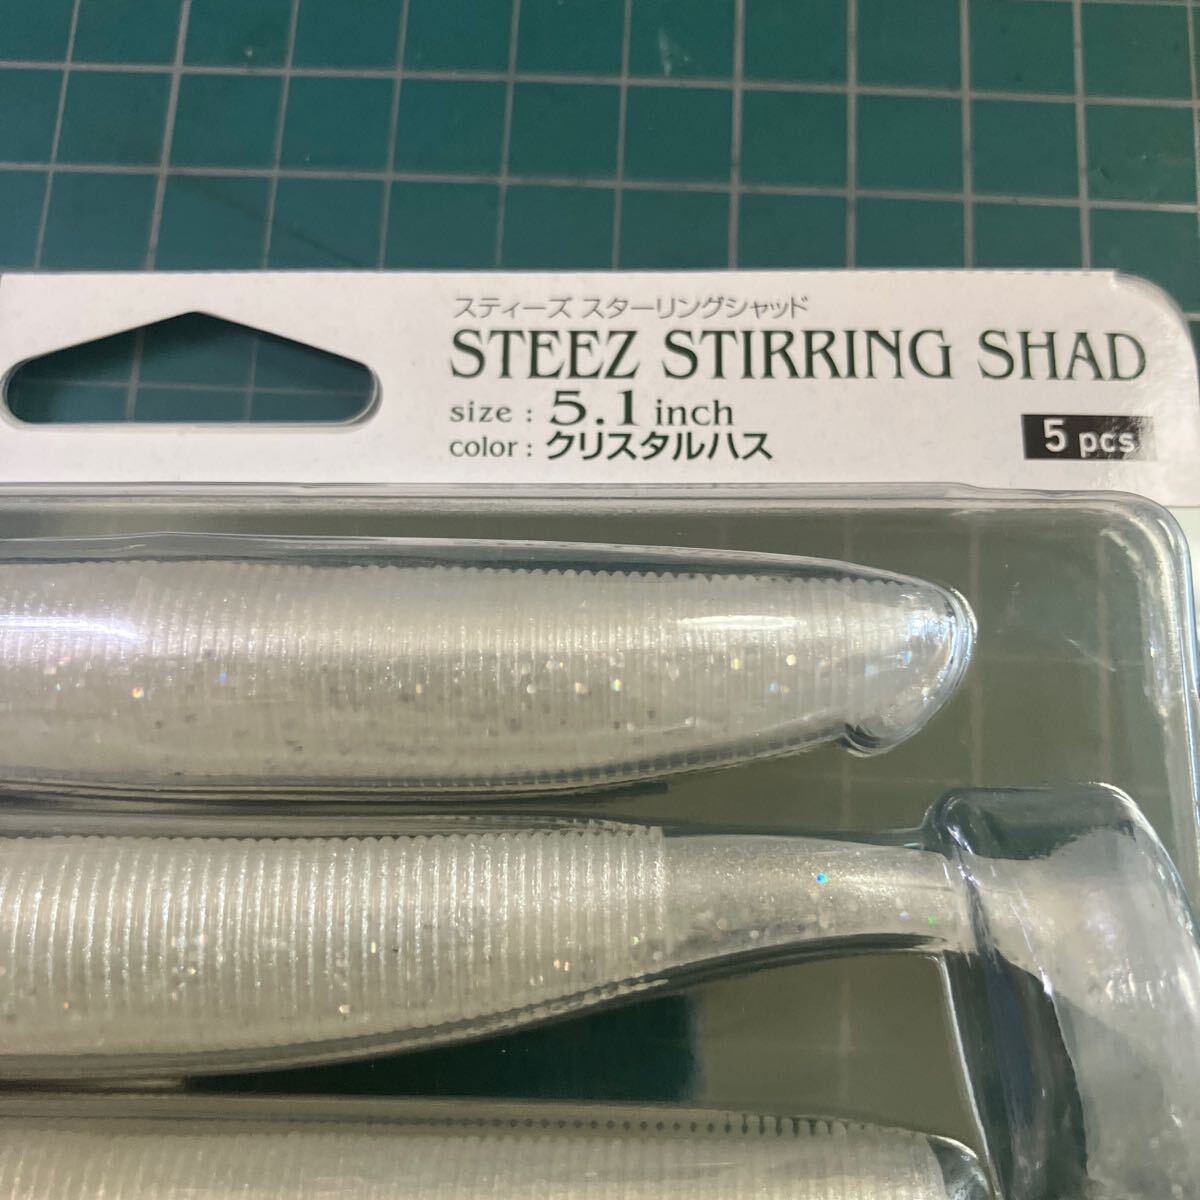 スティーズ スターリングシャッド
STEEZ STIRRING SHAD
size : 5.1 inch
color : クリスタルハス
5 pcs